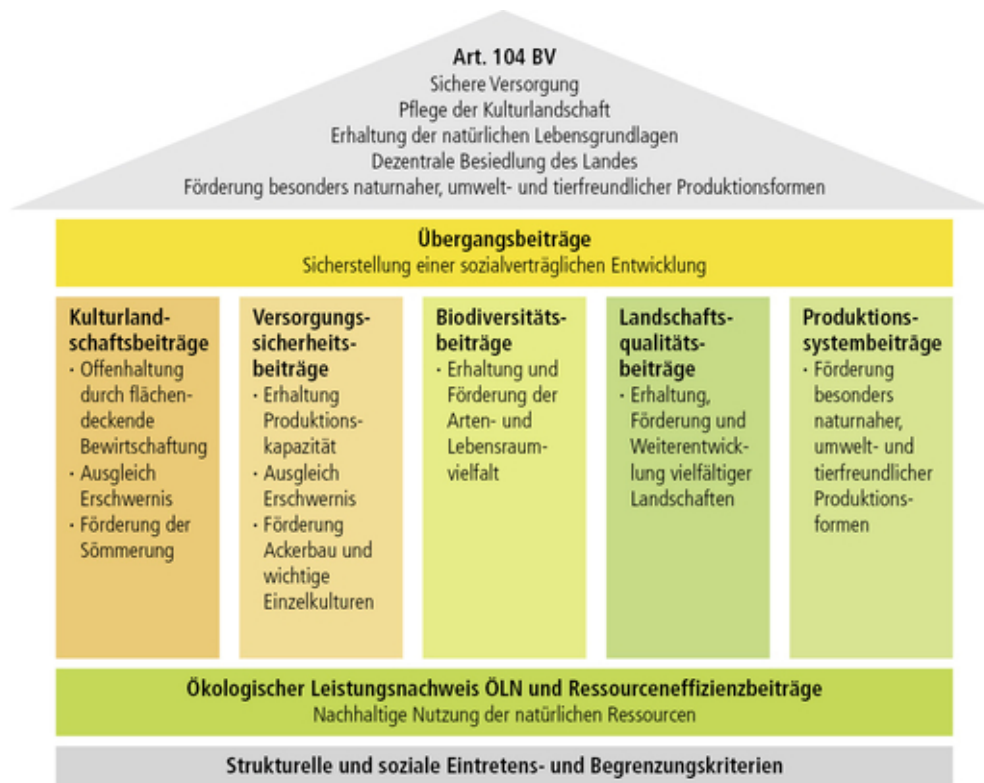 Art. 104 BV
Sichere Versorgung
Pflege der Kulturlandschaft
Erhaltung der natürlichen Lebensgrundlagen
Dezentrale Besiedlung des Landes
Förderung besonders naturnaher, umwelt- und tierfreundlicher Produktionsformen
Übergangsbeiträge
Sicherstellung einer sozialverträglichen Entwicklung
Kulturland-
schaftsbeiträge
· Offenhaltung
durch flächen-
deckende
Bewirtschaftung
· Ausgleich
Erschwernis
· Förderung der
Sömmerung
Versorgungs-
sicherheits-
beiträge
· Erhaltung
Produktions-
kapazität
· Ausgleich
Erschwernis
· Förderung
Ackerbau und
wichtige
Einzelkulturen
Biodiversitäts-
beiträge
· Erhaltung und
Förderung der
Arten- und
Lebensraum-
vielfalt
Landschafts-
qualitäts-
beiträge
· Erhaltung,
Förderung und
Weiterentwick-
lung vielfältiger
Landschaften
Produktions-
systembeiträge
· Förderung
besonders
naturnaher,
umwelt- und
tierfreundlicher
Produktions-
formen
Ökologischer Leistungsnachweis ÖLN und Ressourceneffizienzbeiträge
Nachhaltige Nutzung der natürlichen Ressourcen
Strukturelle und soziale Eintretens- und Begrenzungskriterien